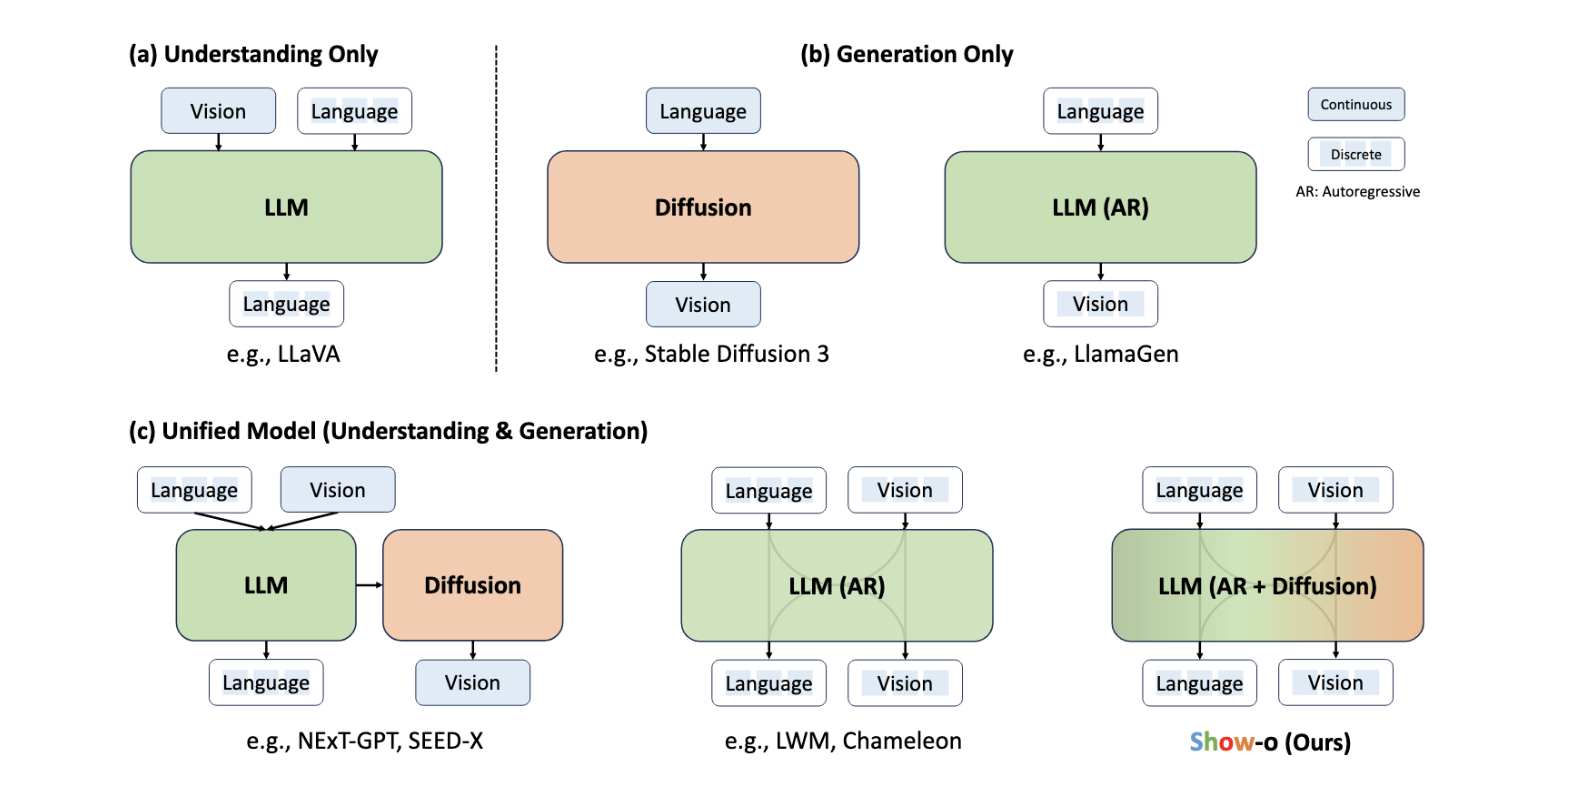 (a) Understanding Only
(b) Generation Only
Vision
Language
Language
Language
Continuous
Discrete
AR: Autoregressive
LLM
Diffusion
LLM (AR)
Language
Vision
Vision
e.g., LLaVA
e.g., Stable Diffusion 3
e.g., LlamaGen
(c) Unified Model (Understanding & Generation)
Language
Vision
Language
Vision
Language
Vision
LLM
Diffusion
LLM (AR)
LLM (AR + Diffusion)
Language
Vision
Language
Vision
Language
Vision
e.g., NExT-GPT, SEED-X
e.g., LWM, Chameleon
Show-o (Ours)